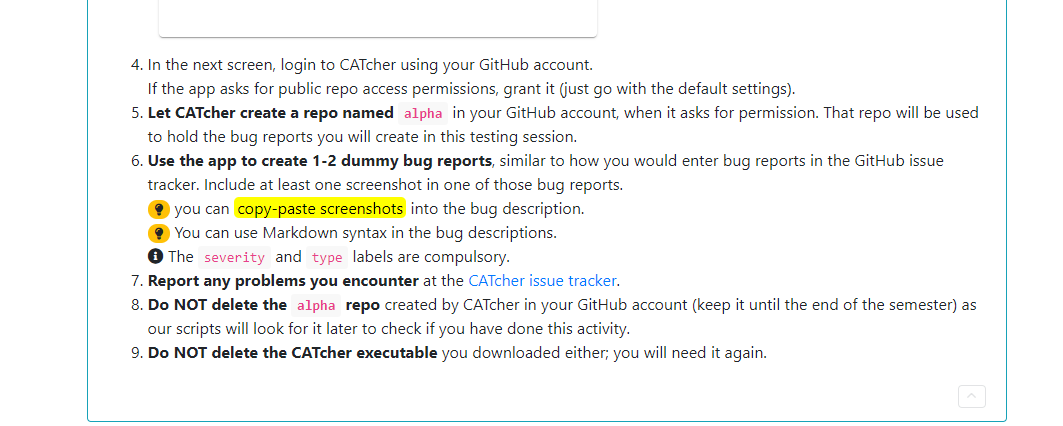 4. In the next screen, login to CATcher using your GitHub account.
If the app asks for public repo access permissions, grant it (just go with the default settings).
5. Let CATcher create a repo named alpha in your GitHub account, when it asks for permission. That repo will be used
to hold the bug reports you will create in this testing session.
6. Use the app to create 1-2 dummy bug reports, similar to how you would enter bug reports in the GitHub issue
tracker. Include at least one screenshot in one of those bug reports.
you can copy-paste screenshots into the bug description.
You can use Markdown syntax in the bug descriptions.
The severity and type labels are compulsory.
7. Report any problems you encounter at the CATcher issue tracker.
8. Do NOT delete the alpha repo created by CATcher in your GitHub account (keep it until the end of the semester) as
our scripts will look for it later to check if you have done this activity.
9. Do NOT delete the CATcher executable you downloaded either; you will need it again.